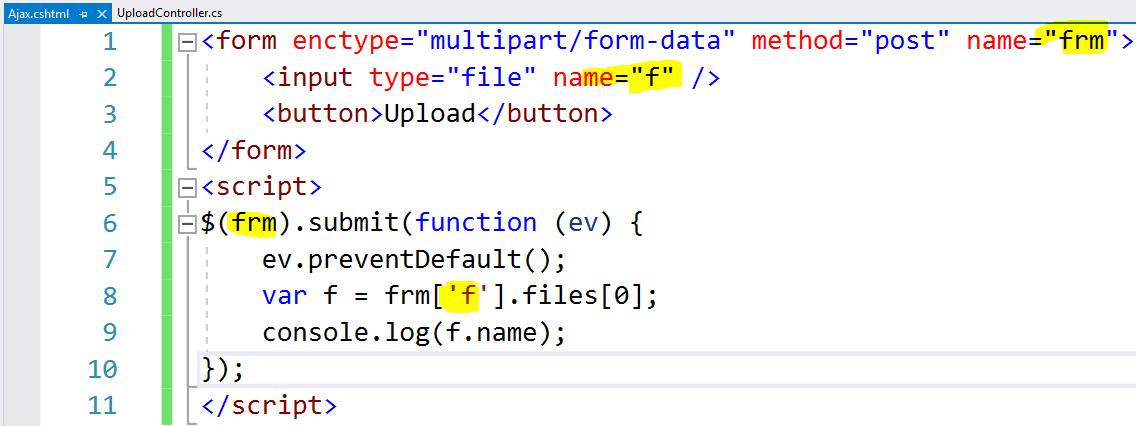 Ajax.cshtml UploadController.cs
1 <form enctype="multipart/form-data" method="post" name="frm">
2 <input type="file" name="f" />
3 <button>Upload</button>
4 </form>
5 <script>
6 $(frm).submit(function (ev) {
7 ev.preventDefault();
8 var f = frm['f'].files[0];
9 console.log(f.name);
10 });
11 </script>